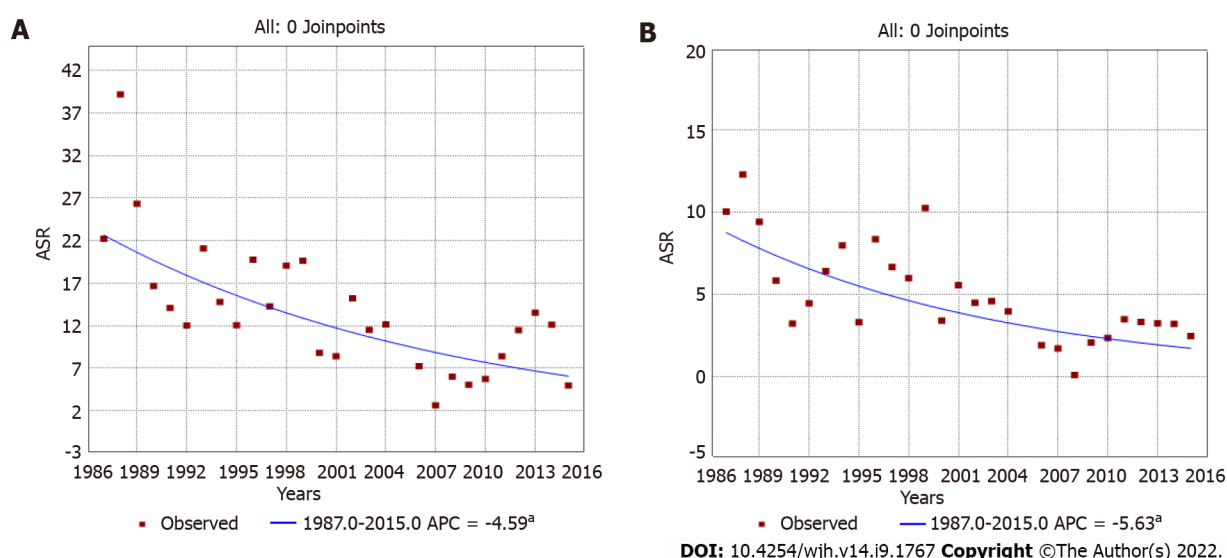 A
All: 0 Joinpoints
42
37
32
27
22
17
12
7
2
-3
ASR
1986 1989 1992 1995 1998 2001 2004 2007 2010 2013 2016
Years
Observed 1987.0-2015.0 APC = -4.59ª
B
All: 0 Joinpoints
20
15
10
5
0
-5
ASR
1986 1989 1992 1995 1998 2001 2004 2007 2010 2013 2016
Years
Observed 1987.0-2015.0 APC = -5.63ª
DOI: 10.4254/wjh.v14.i9.1767 Copyright ©The Author(s) 2022.